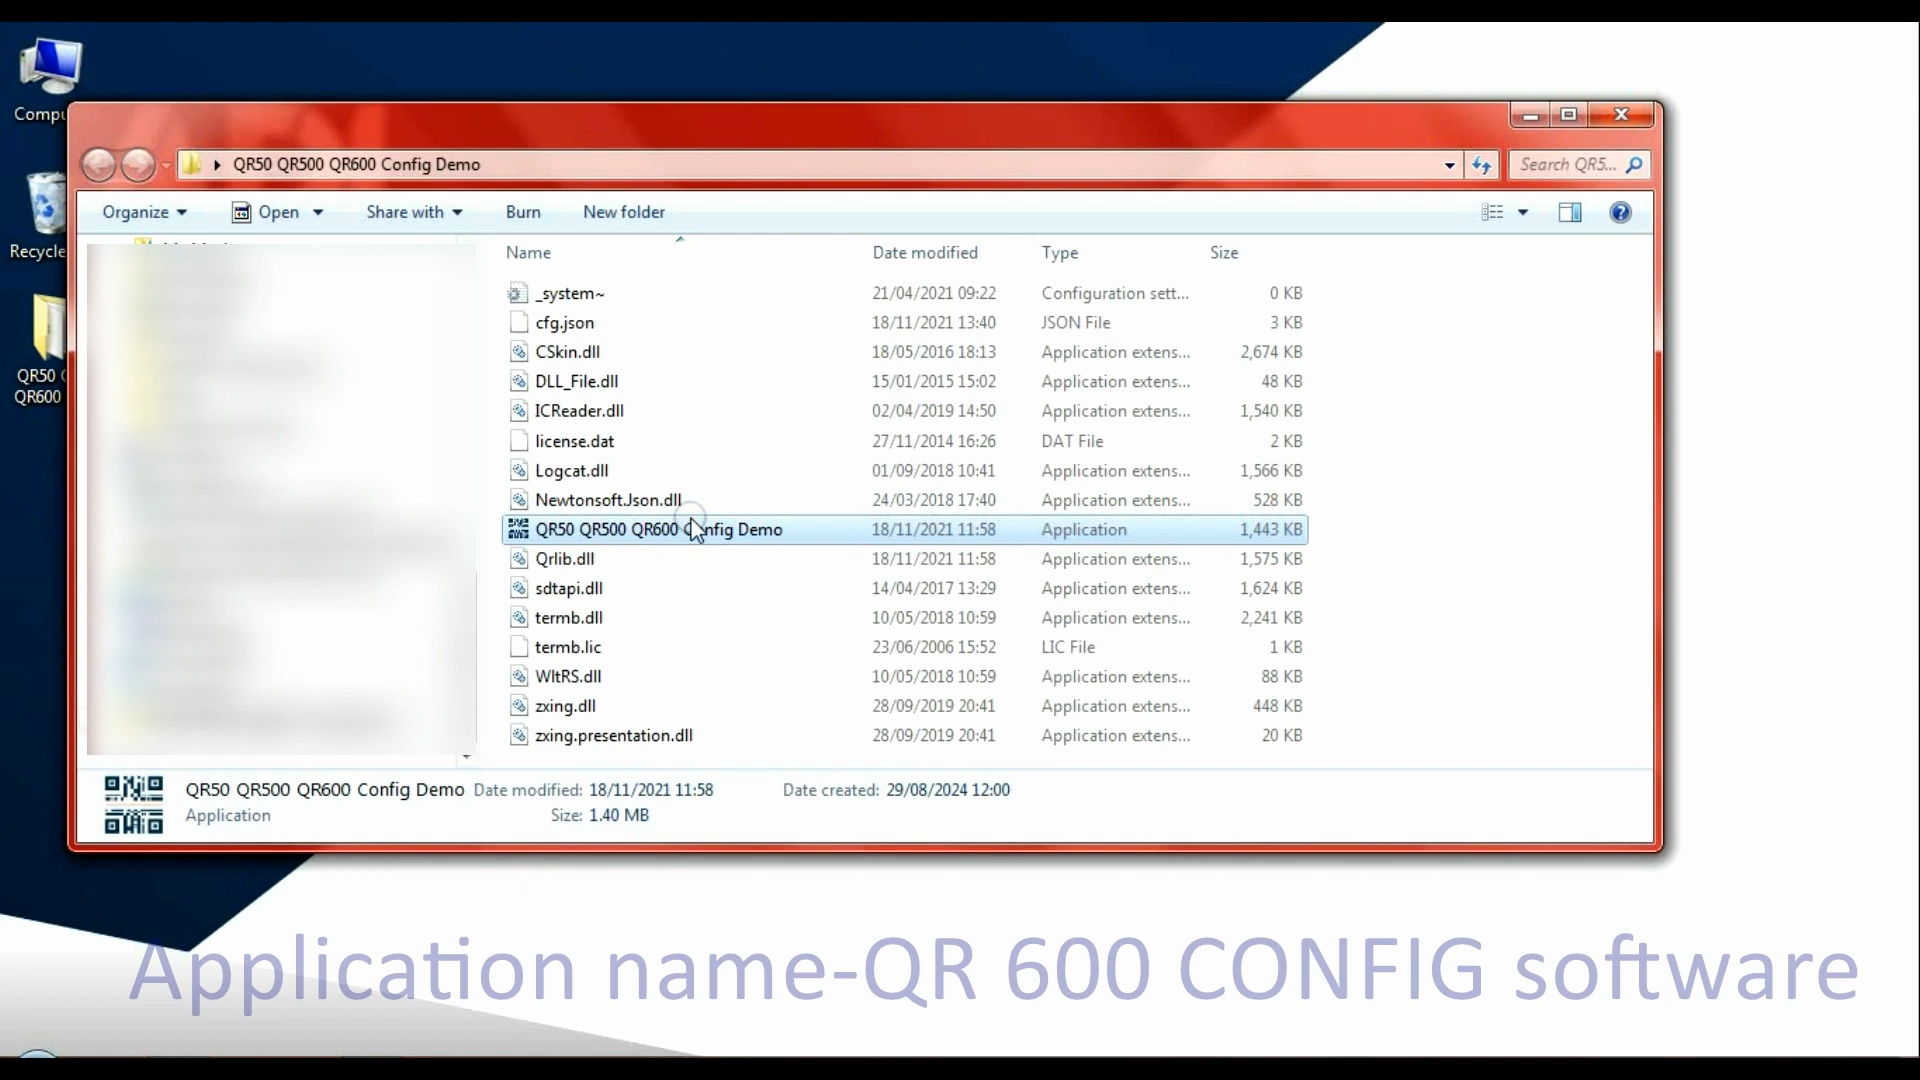 Compu
Recycle
QR50
QR600
QR50 QR500 QR600 Config Demo
Search QR5...
Organize
Open
Share with
Burn
New folder
Name Date modified Type Size
_system~ 21/04/2021 09:22 Configuration sett... 0 KB
cfg.json 18/11/2021 13:40 JSON File 3 KB
CSkin.dll 18/05/2016 18:13 Application extens... 2,674 KB
DLL_File.dll 15/01/2015 15:02 Application extens... 48 KB
ICReader.dll 02/04/2019 14:50 Application extens... 1,540 KB
license.dat 27/11/2014 16:26 DAT File 2 KB
Logcat.dll 01/09/2018 10:41 Application extens... 1,566 KB
Newtonsoft.Json.dll 24/03/2018 17:40 Application extens... 528 KB
QR50 QR500 QR600 Config Demo 18/11/2021 11:58 Application 1,443 KB
Qrlib.dll 18/11/2021 11:58 Application extens... 1,575 KB
sdtapi.dll 14/04/2017 13:29 Application extens... 1,624 KB
termb.dll 10/05/2018 10:59 Application extens... 2,241 KB
termb.lic 23/06/2006 15:52 LIC File 1 KB
WltRS.dll 10/05/2018 10:59 Application extens... 88 KB
zxing.dll 28/09/2019 20:41 Application extens... 448 KB
zxing.presentation.dll 28/09/2019 20:41 Application extens... 20 KB
QR50 QR500 QR600 Config Demo Date modified: 18/11/2021 11:58 Date created: 29/08/2024 12:00
Application Size: 1.40 MB
Application name-QR 600 CONFIG software